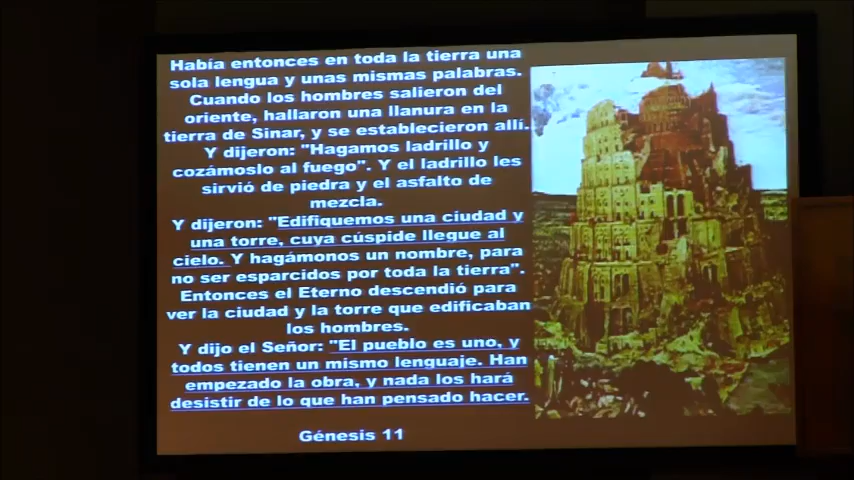 Había entonces en toda la tierra una
sola lengua y unas mismas palabras.
Cuando los hombres salieron del
oriente, hallaron una llanura en la
tierra de Sinar, y se establecieron allí.
Y dijeron: "Hagamos ladrillo y
cozámoslo al fuego". Y el ladrillo les
sirvió de piedra y el asfalto de
mezcla.
Y dijeron: "Edifiquemos una ciudad y
una torre, cuya cúspide llegue al
cielo. Y hagámonos un nombre, para
no ser esparcidos por toda la tierra".
Entonces el Eterno descendió para
ver la ciudad y la torre que edificaban
los hombres.
Y dijo el Señor: "El pueblo es uno, y
todos tienen un mismo lenguaje. Han
empezado la obra, y nada los hará
desistir de lo que han pensado hacer.
Génesis 11